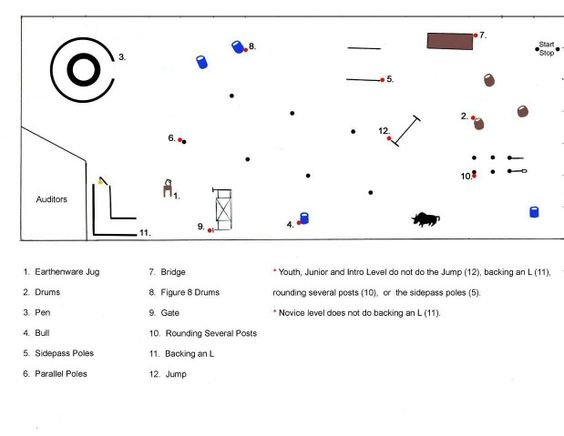 3.
8.
7.
Start
Stop
5.
2.
12.
6.
10.
1.
Auditors
11.
9.
4.
1. Earthenware Jug
2. Drums
3. Pen
4. Bull
5. Sidepass Poles
6. Parallel Poles
7. Bridge
8. Figure 8 Drums
9. Gate
10. Rounding Several Posts
11. Backing an L
12. Jump
* Youth, Junior and Intro Level do not do the Jump (12), backing an L (11),
rounding several posts (10), or the sidepass poles (5).
* Novice level does not do backing an L (11).